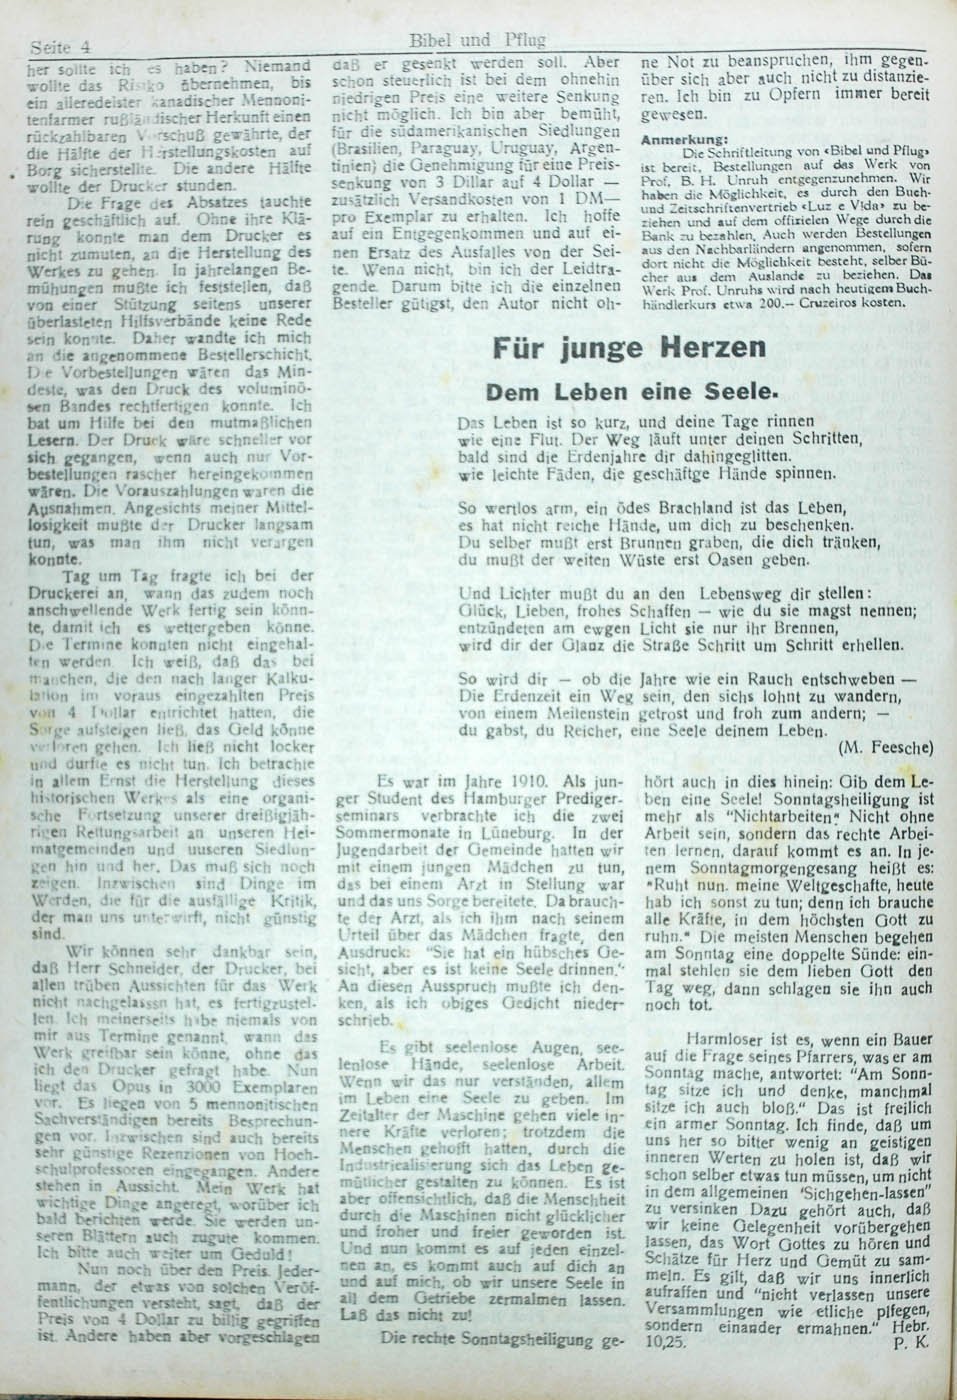 Seite 4
Bibel und Pflug
her sollte ich es haben? Niemand
wollte das Risiko übernehmen, bis
ein alleredelster kanadischer Mennoni-
tenfarmer rußländischer Herkunft einen
rückzahlbaren Vorschuß gewährte, der
die Hälfte der Herstellungskosten auf
Borg sicherstellte. Die andere Hälfte
wollte der Drucker stunden.
Die Frage des Absatzes tauchte
rein geschäftlich auf. Ohne ihre Klä-
rung konnte man dem Drucker es
nicht zumuten, an die Herstellung des
Werkes zu gehen. In jahrelangen Be-
mühungen mußte ich feststellen, daß
von einer Stützung seitens unserer
überlasteten Hilfsverbände keine Rede
sein konnte. Daher wandte ich mich
an die angenommene Bestellerschicht.
Die Vorbestellungen wären das Min-
deste, was den Druck des voluminö-
sen Bandes rechtfertigen konnte. Ich
bat um Hilfe bei den mutmaßlichen
Lesern. Der Druck wäre schneller vor
sich gegangen, wenn auch nur Vor-
bestellungen rascher hereingekommen
wären. Die Vorauszahlungen waren die
Ausnahmen. Angesichts meiner Mittel-
losigkeit mußte der Drucker langsam
tun, was man ihm nicht verargen
konnte.
Tag um Tag fragte ich bei der
Druckerei an, wann das zudem noch
anschwellende Werk fertig sein könn-
te, damit ich es wettergeben könne.
Die Termine konnten nicht eingehal-
ten werden. Ich weiß, daß das bei
manchen, die den nach langer Kalku-
lation im voraus eingezahlten Preis
von 4 Dollar entrichtet hatten, die
Sorge aufsteigen ließ, das Geld könne
verloren gehen. Ich ließ nicht locker
und durfte es nicht tun. Ich betrachte
in allem Ernst die Herstellung dieses
historischen Werkes als eine organi-
sche Fortsetzung unserer dreißigjäh-
rigen Rettungsarbeit an unseren Hei-
matgemeinden und uuseren Siedlun-
gen hin und her. Das muß sich noch
zeigen. Inzwischen sind Dinge im
Werden, die für die ausfällige Kritik,
der man uns unterwirft, nicht günstig
sind.
Wir können sehr dankbar sein,
daß Herr Schneider, der Drucker, bei
allen trüben Aussichten für das Werk
nicht nachgelasssn hat, es fertigzustel-
len. Ich meinerseits habe niemals von
mir aus Termine genannt, wann das
Werk greifbar sein könne, ohne das
ich den Drucker gefragt habe. Nun
liegt das Opus in 3000 Exemplaren
vor. Es liegen von 5 mennonitischen
Sachverständigen bereits Besprechun-
gen vor. Inzwischen sind auch bereits
sehr günstige Rezenzionen von Hoch-
schulprofessoren eingegangen. Andere
stehen in Aussicht. Mein Werk hat
wichtige Dinge angeregt, worüber ich
bald berichten werde. Sie werden un-
seren Blättern auch zugute kommen.
Ich bitte auch weiter um Geduld!
Nun noch über den Preis. Jeder-
mann, der etwas von solchen Veröf-
fentlichungen versteht, sagt, daß der
Preis von 4 Dollar zu billig gegriffen
ist. Andere haben aber vorgeschlagen
daß er gesenkt werden soll. Aber
schon steuerlich ist bei dem ohnehin
niedrigen Preis eine weitere Senkung
nicht möglich. Ich bin aber bemüht,
für die südamerikanischen Siedlungen
(Brasilien, Paraguay, Uruguay, Argen-
tinien) die Genehmigung für eine Preis-
senkung von 3 Dillar auf 4 Dollar —
zusätzlich Versandkosten von 1 DM—
pro Exemplar zu erhalten. Ich hoffe
auf ein Entgegenkommen und auf ei-
nen Ersatz des Ausfalles von der Sei-
te. Wenn nicht, bin ich der Leidtra-
gende. Darum bitte ich die einzelnen
Besteller gütigst, den Autor nicht oh-
ne Not zu beanspruchen, ihm gegen-
über sich aber auch nicht zu distanzie-
ren. Ich bin zu Opfern immer bereit
gewesen.
Anmerkung:
Die Schriftleitung von «Bibel und Pflug»
ist bereit, Bestellungen auf das Werk von
Prof. B. H. Unruh entgegenzunehmen. Wir
haben die Möglichkeit, es durch den Buch-
und Zeitschriftenvertrieb «Luz e Vida» zu be-
ziehen und auf dem offizielen Wege durch die
Bank zu bezahlen, Auch werden Bestellungen
aus den Nachbarländern angenommen, sofern
dort nicht die Möglichkeit besteht, selber Bü-
cher aus dem Auslande zu beziehen. Das
Werk Prof. Unruhs wird nach heutigem Buch-
händlerkurs etwa 200.— Cruzeiros kosten.
Für junge Herzen
Dem Leben eine Seele.
Das Leben ist so kurz, und deine Tage rinnen
wie eine Flut. Der Weg läuft unter deinen Schritten,
bald sind die Erdenjahre dir dahingeglitten.
wie leichte Fäden, die geschäftge Hände spinnen.
So wertlos arm, ein ödes Brachland ist das Leben,
es hat nicht reiche Hände, um dich zu beschenken.
Du selber mußt erst Brunnen graben, die dich tränken,
du mußt der weiten Wüste erst Oasen geben.
Und Lichter mußt du an den Lebensweg dir stellen:
Glück, Lieben, frohes Schaffen — wie du sie magst nennen;
entzündeten am ewgen Licht sie nur ihr Brennen,
wird dir der Glanz die Straße Schritt um Schritt erhellen.
So wird dir — ob die Jahre wie ein Rauch entschweben —
Die Erdenzeit ein Weg sein, den sichs lohnt zu wandern,
von einem Meilenstein getrost und froh zum andern; —
du gabst, du Reicher, eine Seele deinem Leben.
(M. Feesche)
Es war im Jahre 1910. Als jun-
ger Student des Hamburger Prediger-
seminars verbrachte ich die zwei
Sommermonate in Lüneburg. In der
Jugendarbeit der Gemeinde hatten wir
mit einem jungen Mädchen zu tun,
das bei einem Arzt in Stellung war
und das uns Sorge bereitete. Da brauch-
te der Arzt, als ich ihm nach seinem
Urteil über das Mädchen fragte, den
Ausdruck: "Sie hat ein hübsches Ge-
sicht, aber es ist keine Seele drinnen."
An diesen Ausspruch mußte ich den-
ken, als ich obiges Gedicht nieder-
schrieb.
Es gibt seelenlose Augen, see-
lenlose Hände, seelenlose Arbeit.
Wenn wir das nur verständen, allem
im Leben eine Seele zu geben. Im
Zeitalter der Maschine gehen viele in-
nere Kräfte verloren; trotzdem die
Menschen gehofft hatten, durch die
Industricalisierung sich das Leben ge-
mütlicher gestalten zu können. Es ist
aber offensichtlich, daß die Menschheit
durch die Maschinen nicht glücklicher
und froher und freier geworden ist.
Und nun kommt es auf jeden einzel-
nen an, es kommt auch auf dich an
und auf mich, ob wir unsere Seele in
all dem Getriebe zermalmen lassen.
Laß das nicht zu!
Die rechte Sonntagsheiligung ge-
hört auch in dies hinein: Gib dem Le-
ben eine Seele! Sonntagsheiligung ist
mehr als "Nichtarbeiten" Nicht ohne
Arbeit sein, sondern das rechte Arbei-
ten lernen, darauf kommt es an. In je-
nem Sonntagmorgengesang heißt es:
"Ruht nun. meine Weltgeschafte, heute
hab ich sonst zu tun; denn ich brauche
alle Kräfte, in dem höchsten Gott zu
ruhn." Die meisten Menschen begehen
am Sonntag eine doppelte Sünde: ein-
mal stehlen sie dem lieben Gott den
Tag weg, dann schlagen sie ihn auch
noch tot.
Harmloser ist es, wenn ein Bauer
auf die Frage seines Pfarrers, was er am
Sonntag mache, antwortet: "Am Sonn-
tag sitze ich und denke, manchmal
sitze ich auch bloß." Das ist freilich
ein armer Sonntag. Ich finde, daß um
uns her so bitter wenig an geistigen
inneren Werten zu holen ist, daß wir
schon selber etwas tun müssen, um nicht
in dem allgemeinen 'Sichgehen-lassen"
zu versinken Dazu gehört auch, daß
wir keine Gelegenheit vorübergehen
lassen, das Wort Gottes zu hören und
Schätze für Herz und Gemüt zu sam-
meln. Es gilt, daß wir uns innerlich
aufraffen und "nicht verlassen unsere
Versammlungen wie etliche plfegen,
sondern einander ermahnen." Hebr.
10,25. P. K.